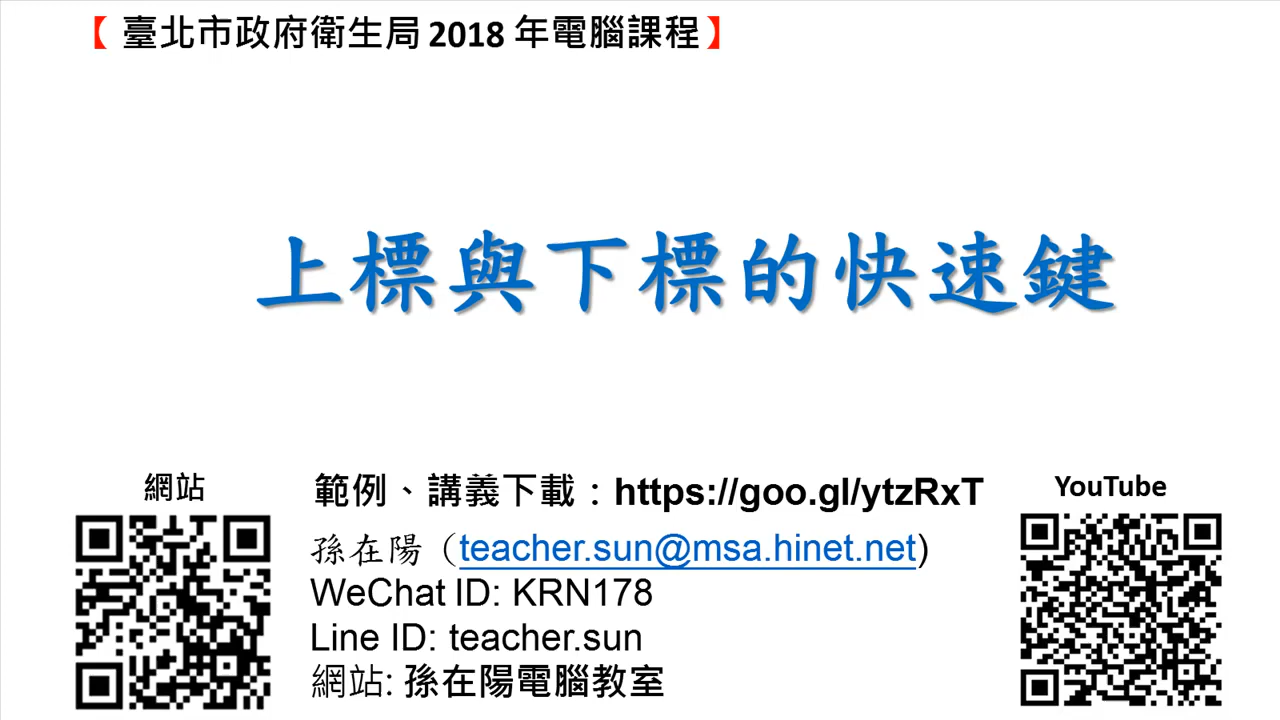 【 臺北市政府衛生局 2018 年電腦課程】
上標與下標的快速鍵
網站
範例、講義下載：https://goo.gl/ytzRxT
YouTube
孫在陽（teacher.sun@msa.hinet.net)
WeChat ID: KRN178
Line ID: teacher.sun
網站: 孫在陽電腦教室